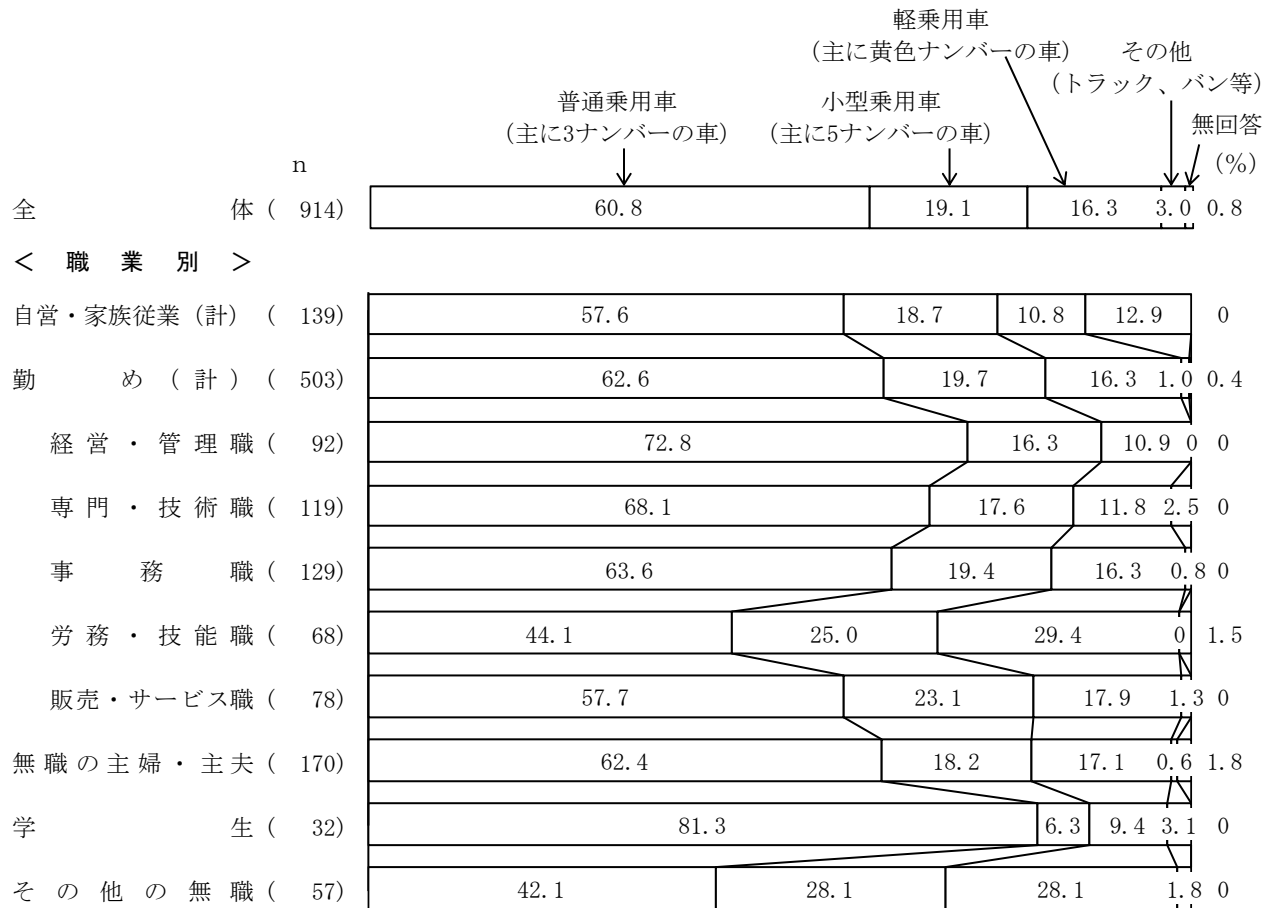 軽乗用車
(主に黄色ナンバーの車) その他
(トラック、バン等)
普通乗用車 小型乗用車
(主に3ナンバーの車) (主に5ナンバーの車) 無回答
n (%)
全体 ( 914) 60.8 19.1 16.3 3.0 0.8
< 職業別 >
自営・家族従業(計) ( 139) 57.6 18.7 10.8 12.9 0
勤め(計) ( 503) 62.6 19.7 16.3 1.0 0.4
経営・管理職 ( 92) 72.8 16.3 10.9 0 0
専門・技術職 ( 119) 68.1 17.6 11.8 2.5 0
事務職 ( 129) 63.6 19.4 16.3 0.8 0
労務・技能職 ( 68) 44.1 25.0 29.4 0 1.5
販売・サービス職 ( 78) 57.7 23.1 17.9 1.3 0
無職の主婦・主夫 ( 170) 62.4 18.2 17.1 0.6 1.8
学生 ( 32) 81.3 6.3 9.4 3.1 0
その他の無職 ( 57) 42.1 28.1 28.1 1.8 0